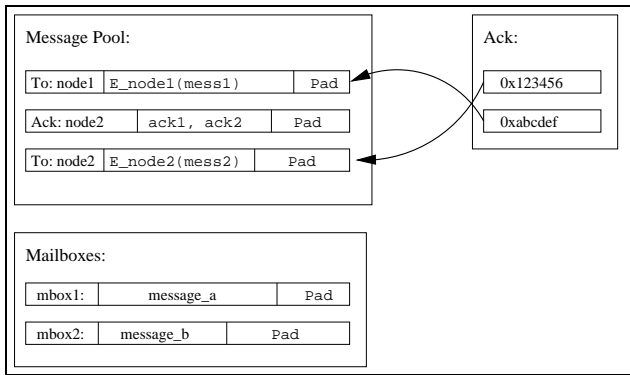 Message Pool:
To: node1 E_node1(mess1) Pad
Ack: node2 ack1, ack2 Pad
To: node2 E_node2(mess2) Pad
Ack:
0x123456
0xabcdef
Mailboxes:
mbox1: message_a Pad
mbox2: message_b Pad